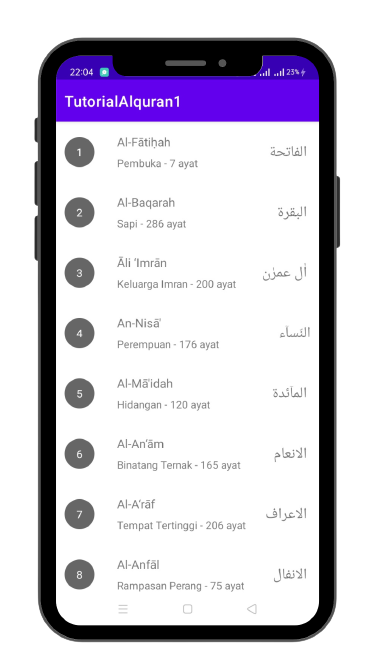 22:04 23%
TutorialAlquran1
1 Al-Fātiḥah الفاتحة
Pembuka - 7 ayat
2 Al-Baqarah البقرة
Sapi - 286 ayat
3 Āli ‘Imrān اٰل عمرٰن
Keluarga Imran - 200 ayat
4 An-Nisā' النساۤء
Perempuan - 176 ayat
5 Al-Mā'idah الماۤئدة
Hidangan - 120 ayat
6 Al-An‘ām الانعام
Binatang Ternak - 165 ayat
7 Al-A‘rāf الاعراف
Tempat Tertinggi - 206 ayat
8 Al-Anfāl الانفال
Rampasan Perang - 75 ayat